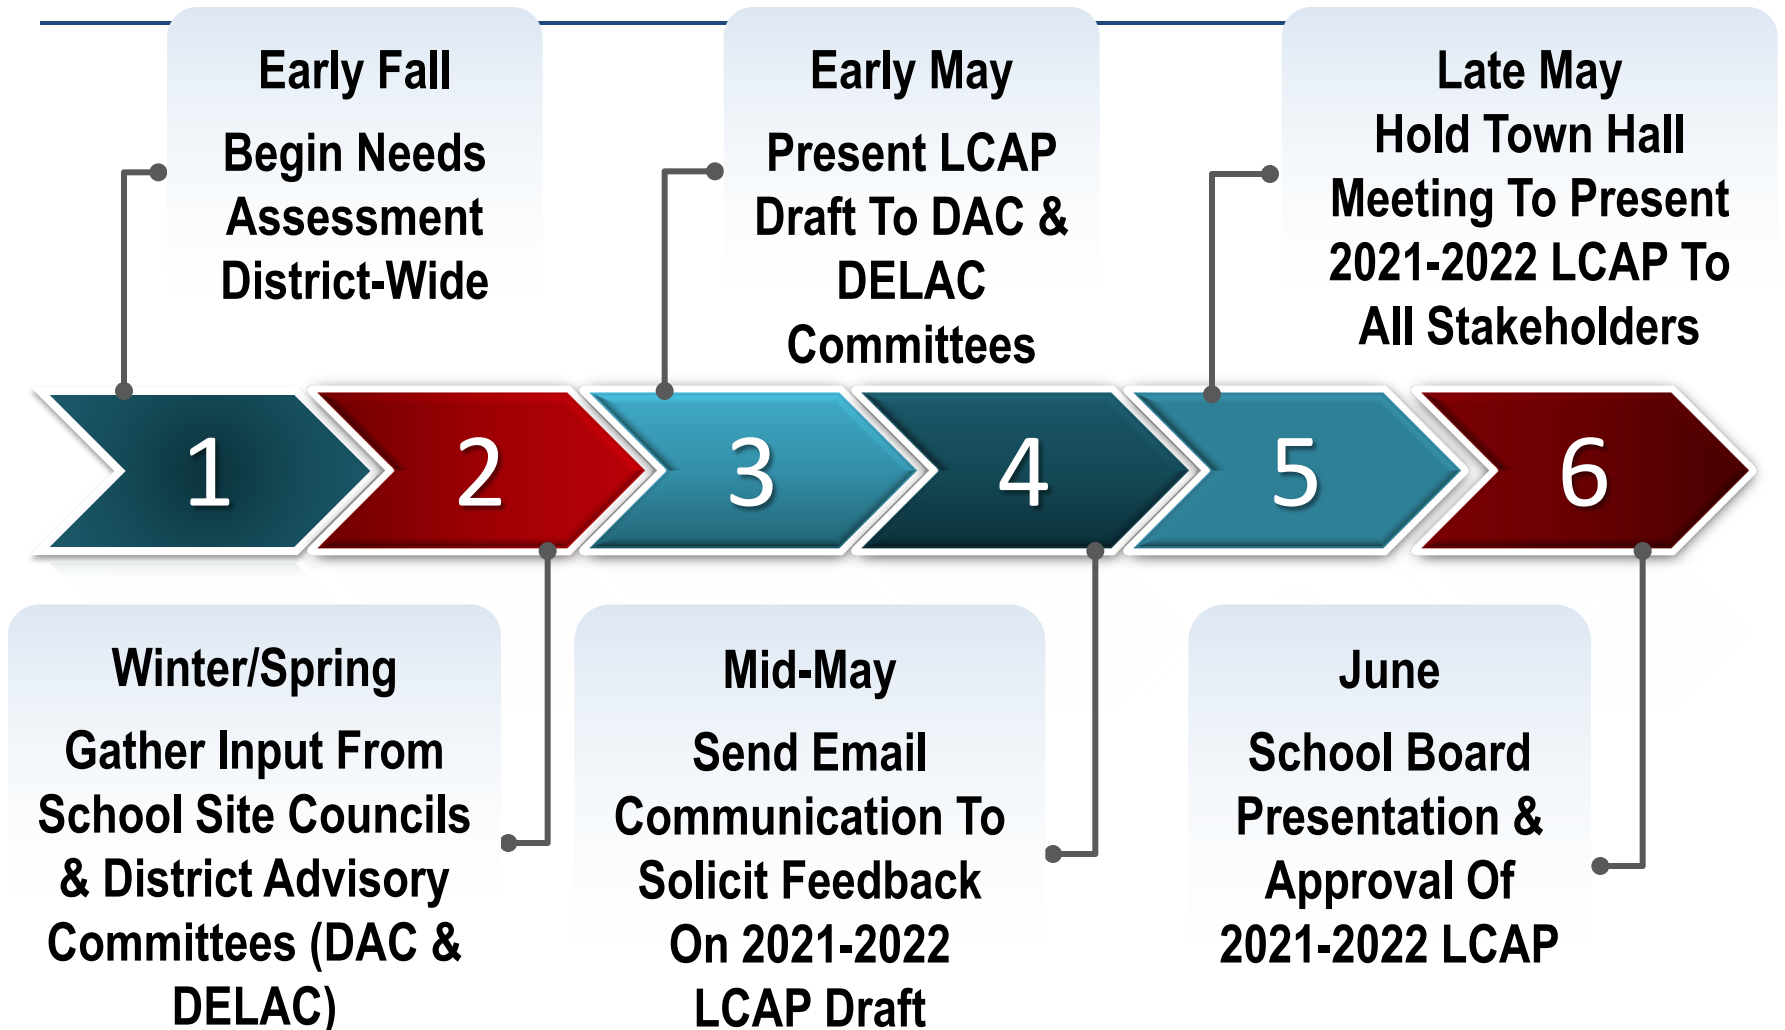 Early Fall
Begin Needs
Assessment
District-Wide
Early May
Present LCAP
Draft To DAC &
DELAC
Committees
Late May
Hold Town Hall
Meeting To Present
2021-2022 LCAP To
All Stakeholders
1
2
3
4
5
6
Winter/Spring
Gather Input From
School Site Councils
& District Advisory
Committees (DAC &
DELAC)
Mid-May
Send Email
Communication To
Solicit Feedback
On 2021-2022
LCAP Draft
June
School Board
Presentation &
Approval Of
2021-2022 LCAP